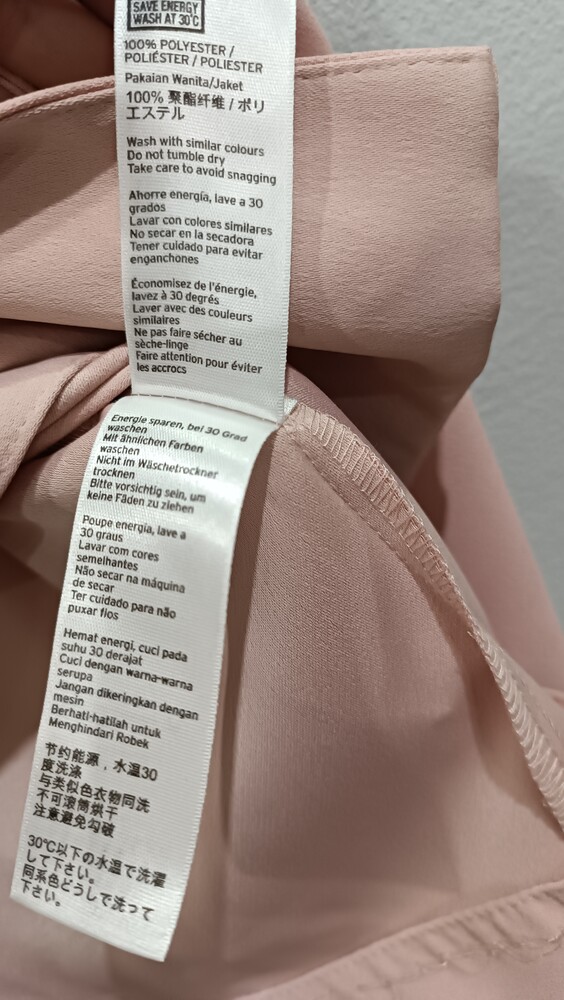 SAVE ENERGY
WASH AT 30°C
100% POLYESTER /
POLIÉSTER / POLIESTER
Pakaian Wanita/Jaket
100% 聚酯纤维 / ポリ
エステル
Wash with similar colours
Do not tumble dry
Take care to avoid snagging
Ahorre energía, lave a 30
grados
Lavar con colores similares
No secar en la secadora
Tener cuidado para evitar
enganchones
Économisez de l'énergie,
lavez à 30 degrés
Laver avec des couleurs
similaires
Ne pas faire sécher au
sèche-linge
Faire attention pour éviter
les accrocs
Energie sparen, bei 30 Grad
waschen
Mit ähnlichen Farben
waschen
Nicht im Wäschetrockner
trocknen
Bitte vorsichtig sein, um
keine Fäden zu ziehen
Poupe energia, lave a
30 graus
Lavar com cores
semelhantes
Não secar na máquina
de secar
Ter cuidado para não
puxar fios
Hemat energi, cuci pada
suhu 30 derajat
Cuci dengan warna-warna
serupa
Jangan dikeringkan dengan
mesin
Berhati-hatilah untuk
Menghindari Robek
节约能源，水温30
度洗涤
与类似色衣物同洗
不可滚筒烘干
注意避免勾破
30℃以下の水温で洗濯
して下さい。
同系色どうしで洗って
下さい。